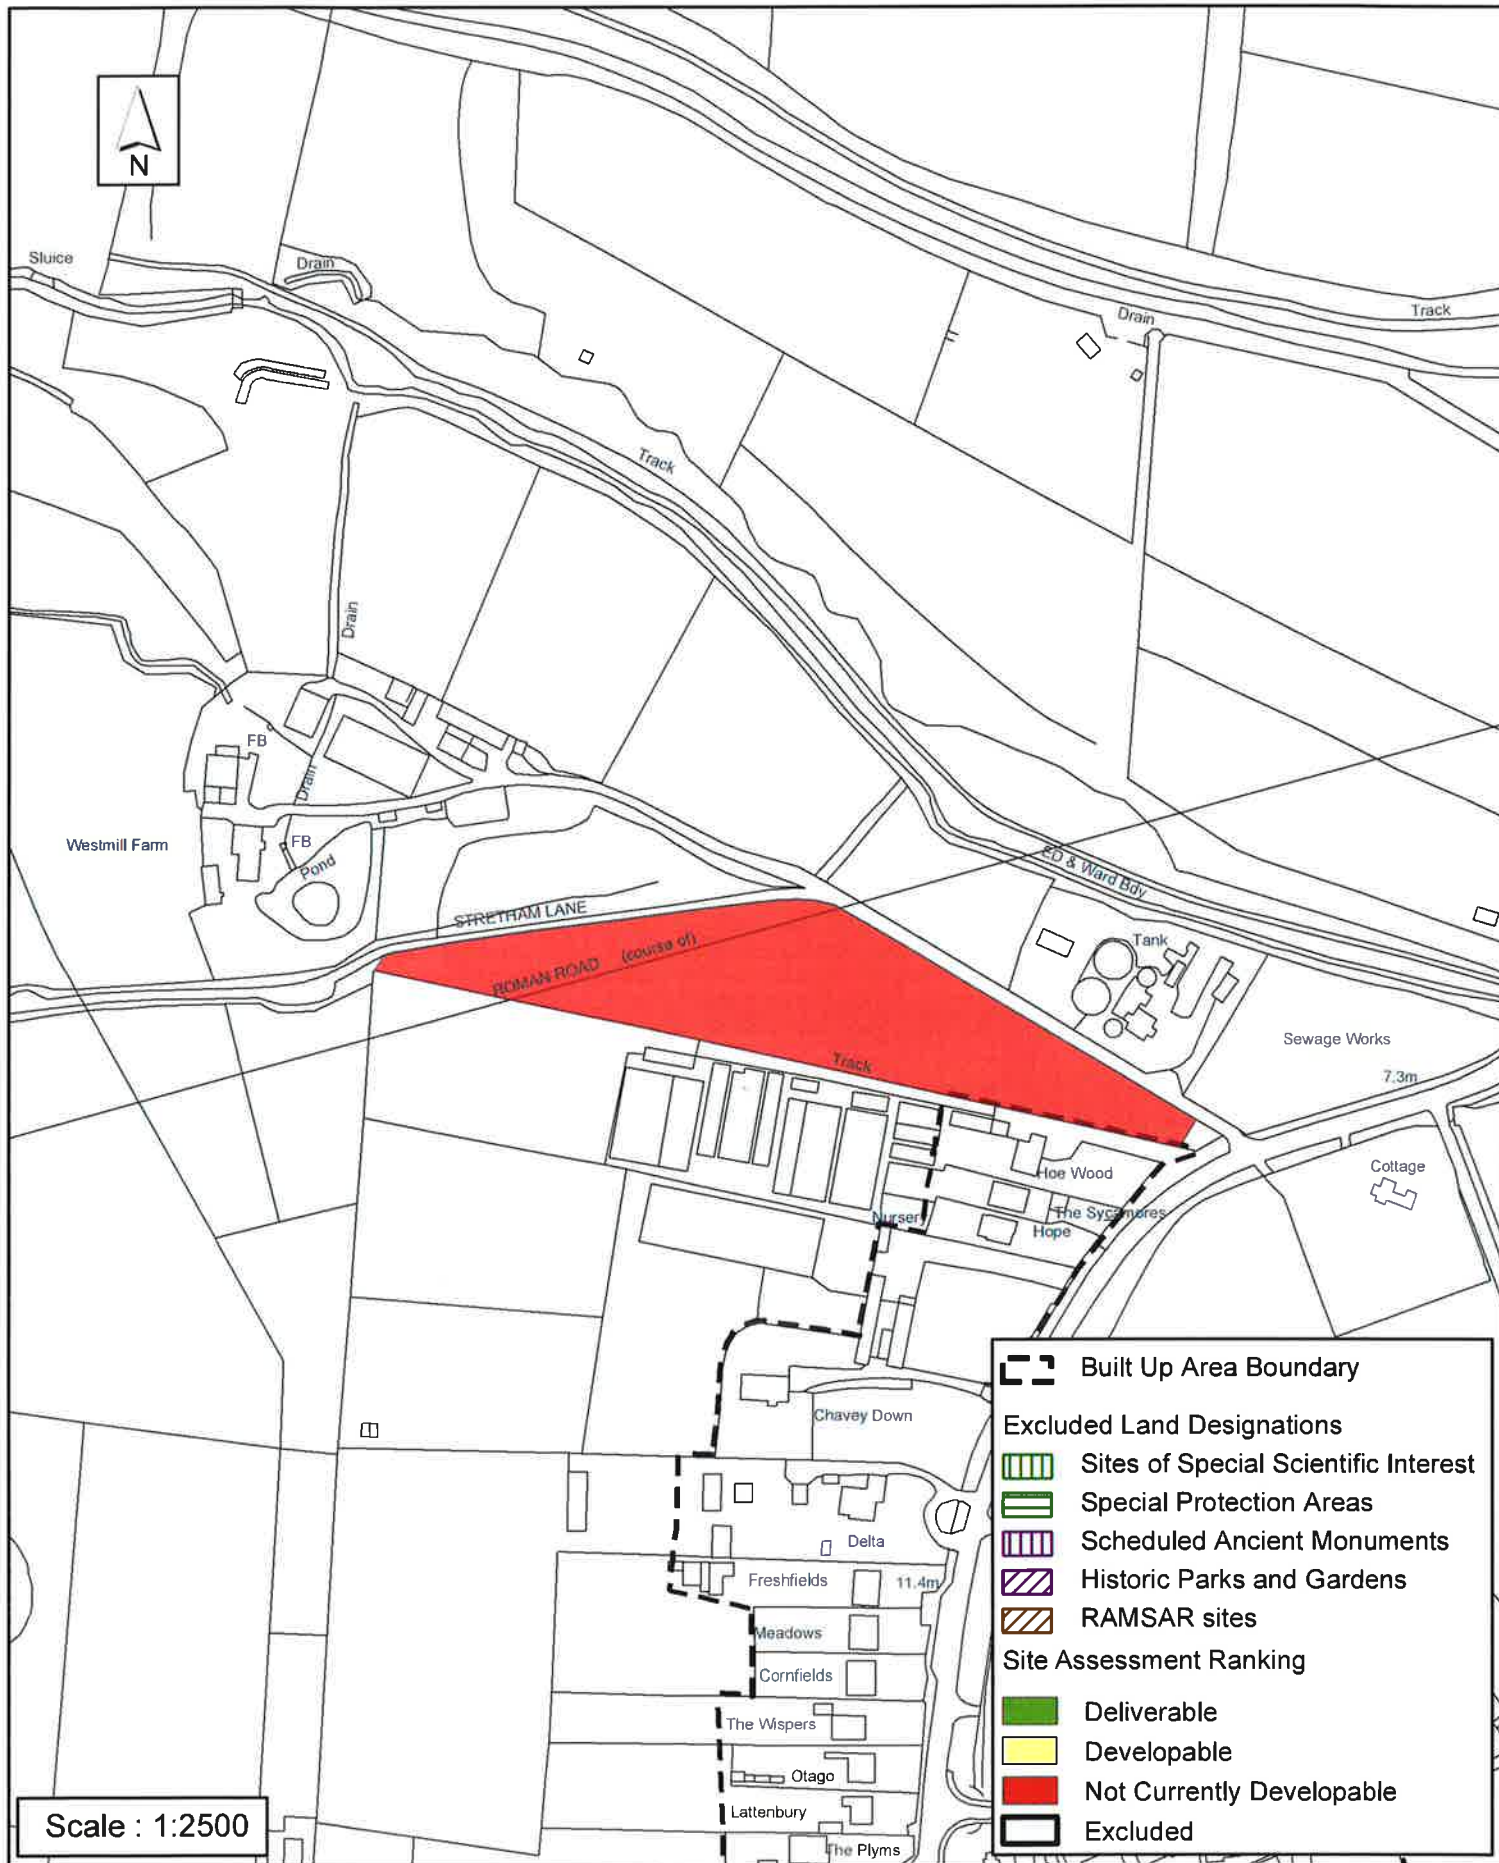 N
Sluice
Drain
Track
Drain
Track
Drain
FB
Drain
Westmill Farm
FB
Pond
STRETHAM LANE
ROMAN ROAD (course of)
ED & Ward Bdy
Tank
Sewage Works
7.3m
Track
Hoe Wood
Cottage
Nursery
The Sycamores
Hope
Chavey Down
Delta
Freshfields
11.4m
Meadows
Cornfields
The Wispers
Otago
Lattenbury
The Plyms
Scale : 1:2500
Built Up Area Boundary
Excluded Land Designations
Sites of Special Scientific Interest
Special Protection Areas
Scheduled Ancient Monuments
Historic Parks and Gardens
RAMSAR sites
Site Assessment Ranking
Deliverable
Developable
Not Currently Developable
Excluded